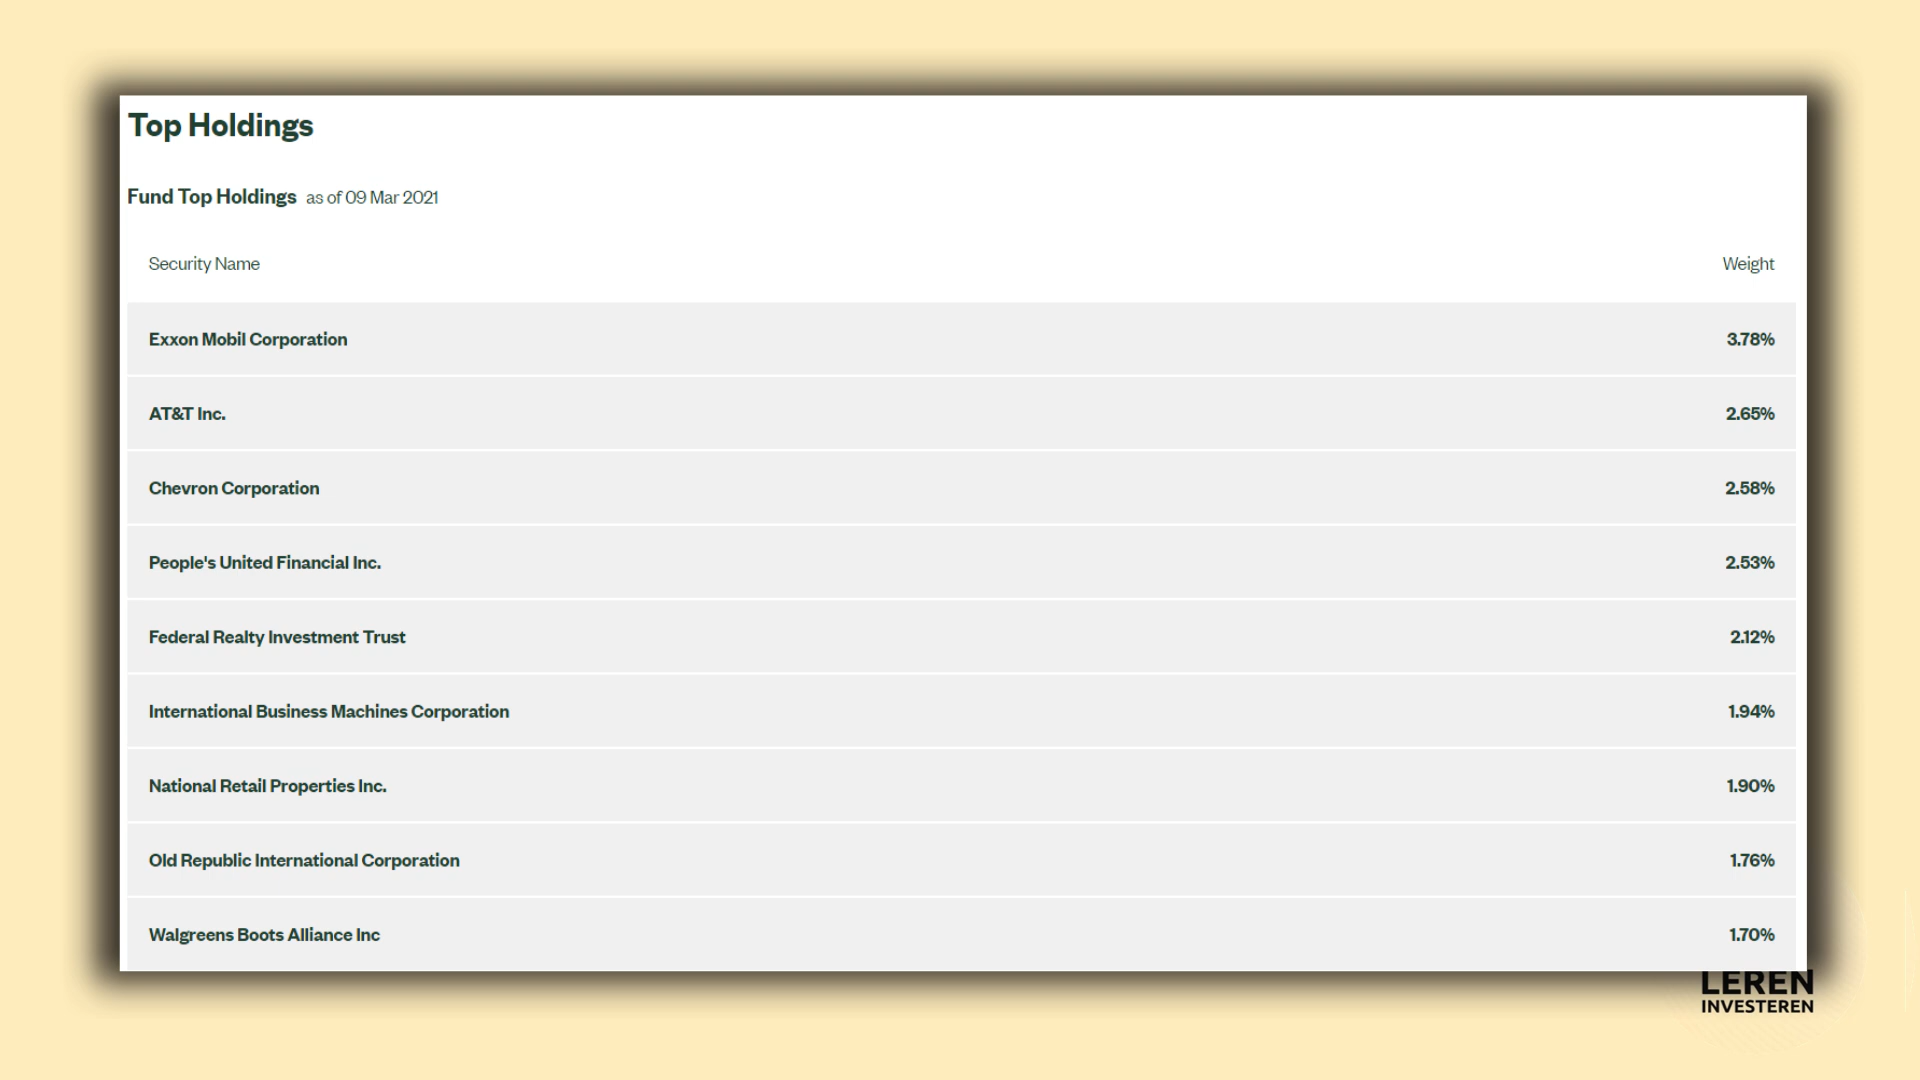 Top Holdings
Fund Top Holdings as of 09 Mar 2021
Security Name Weight
Exxon Mobil Corporation 3.78%
AT&T Inc. 2.65%
Chevron Corporation 2.58%
People's United Financial Inc. 2.53%
Federal Realty Investment Trust 2.12%
International Business Machines Corporation 1.94%
National Retail Properties Inc. 1.90%
Old Republic International Corporation 1.76%
Walgreens Boots Alliance Inc 1.70%
LEREN
INVESTEREN